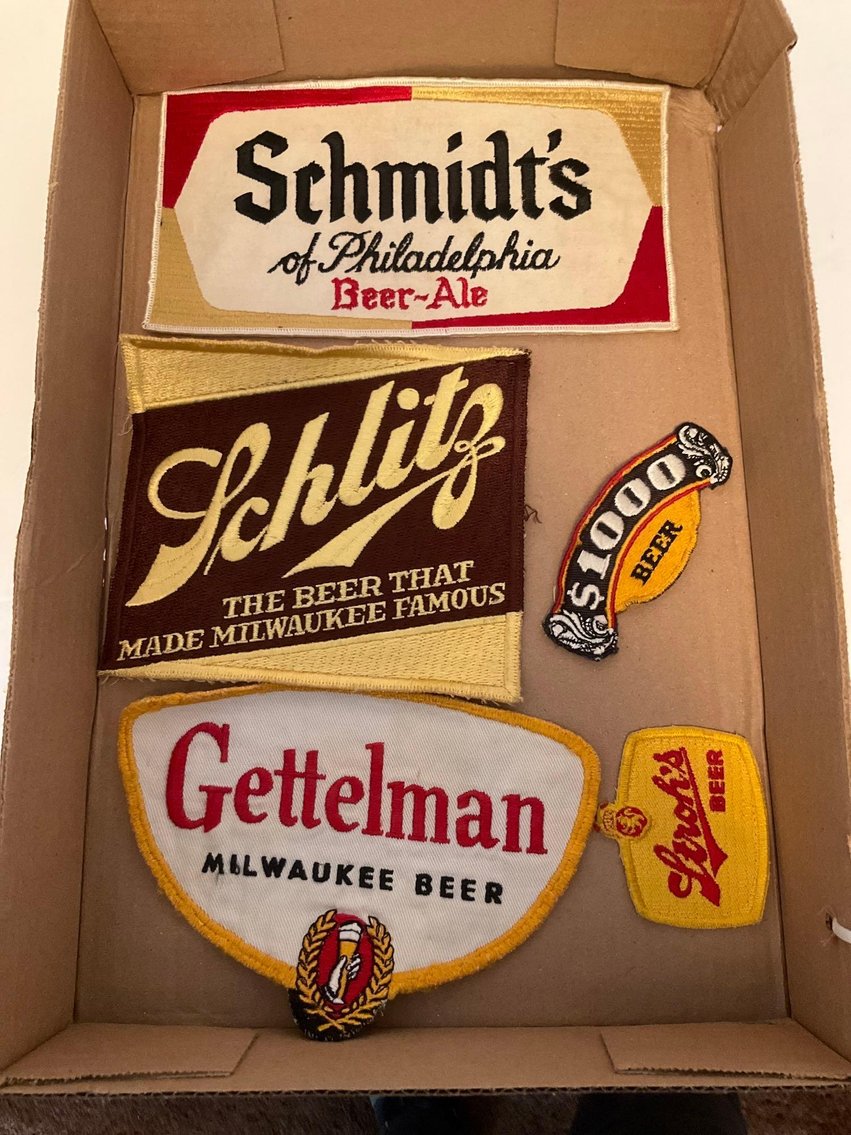 Schmidt's
of Philadelphia
Beer-Ale
Schlitz
THE BEER THAT
MADE MILWAUKEE FAMOUS
$1000
BEER
Gettelman
MILWAUKEE BEER
Stroh's
BEER